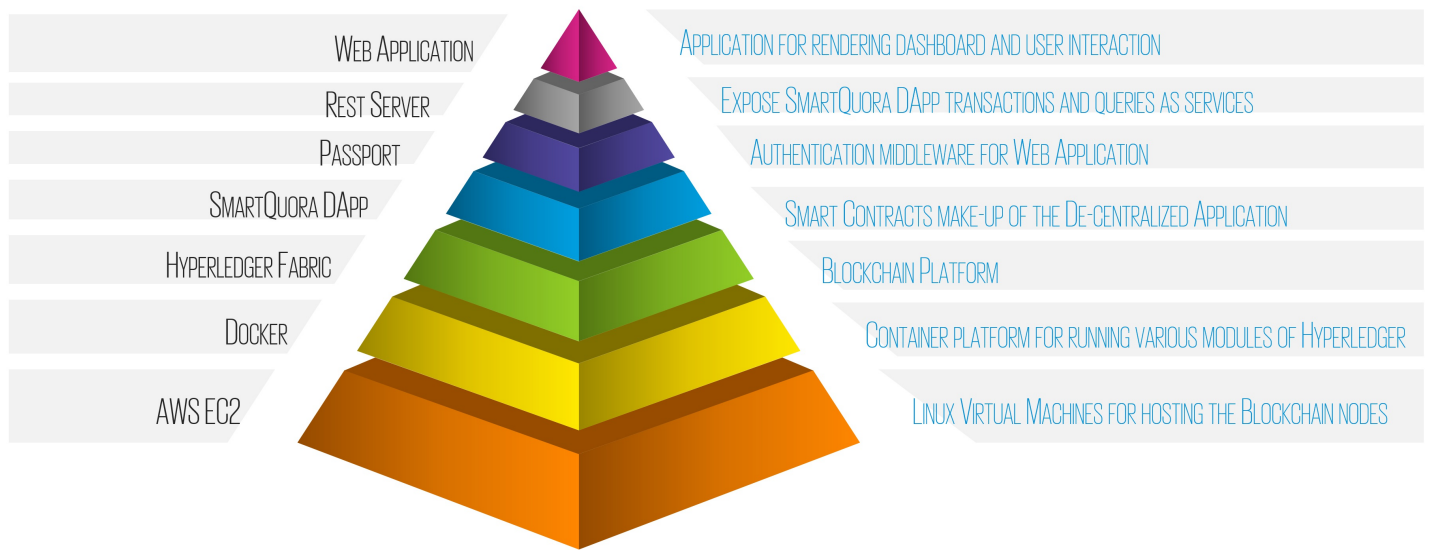 Web Application
Application for rendering dashboard and user interaction
Rest Server
Expose SmartQuora DApp transactions and queries as services
Passport
Authentication middleware for Web Application
SmartQuora DApp
Smart Contracts make-up of the De-centralized Application
Hyperledger Fabric
Blockchain Platform
Docker
Container platform for running various modules of Hyperledger
AWS EC2
Linux Virtual Machines for hosting the Blockchain nodes